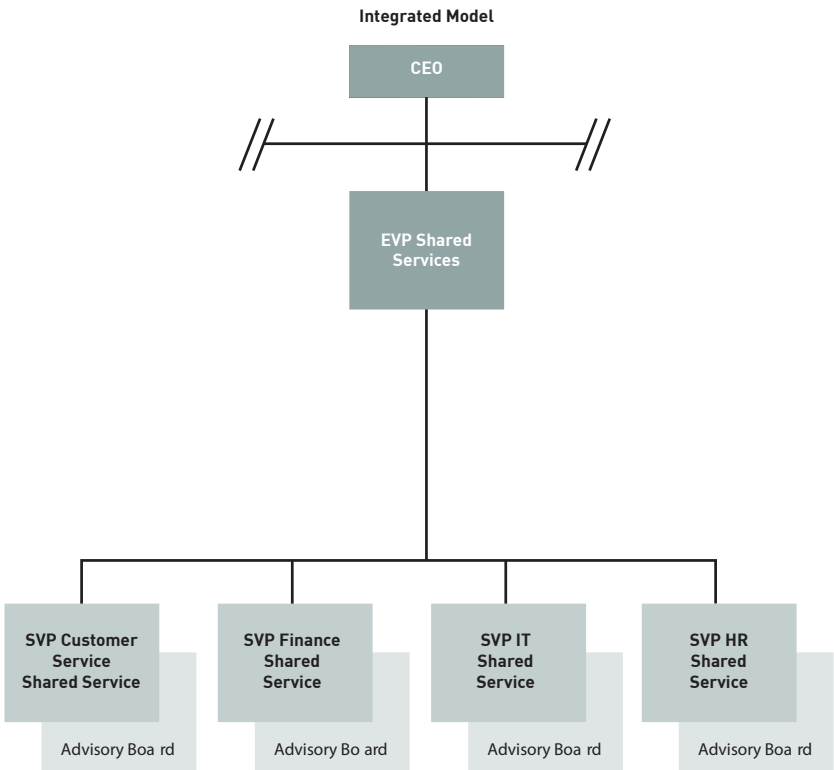 Integrated Model
CEO
EVP Shared
Services
SVP Customer
Service
Shared Service
Advisory Boa rd
SVP Finance
Shared
Service
Advisory Bo ard
SVP IT
Shared
Service
Advisory Boa rd
SVP HR
Shared
Service
Advisory Boa rd